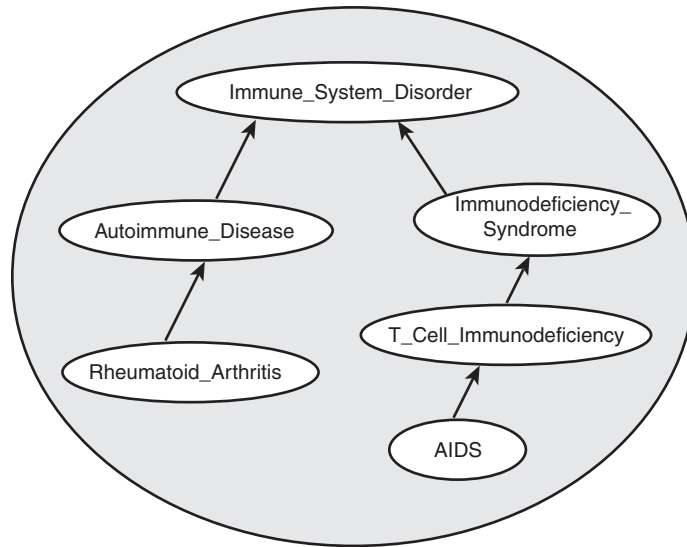 Immune_System_Disorder
Autoimmune_Disease
Immunodeficiency_
Syndrome
T_Cell_Immunodeficiency
Rheumatoid_Arthritis
AIDS